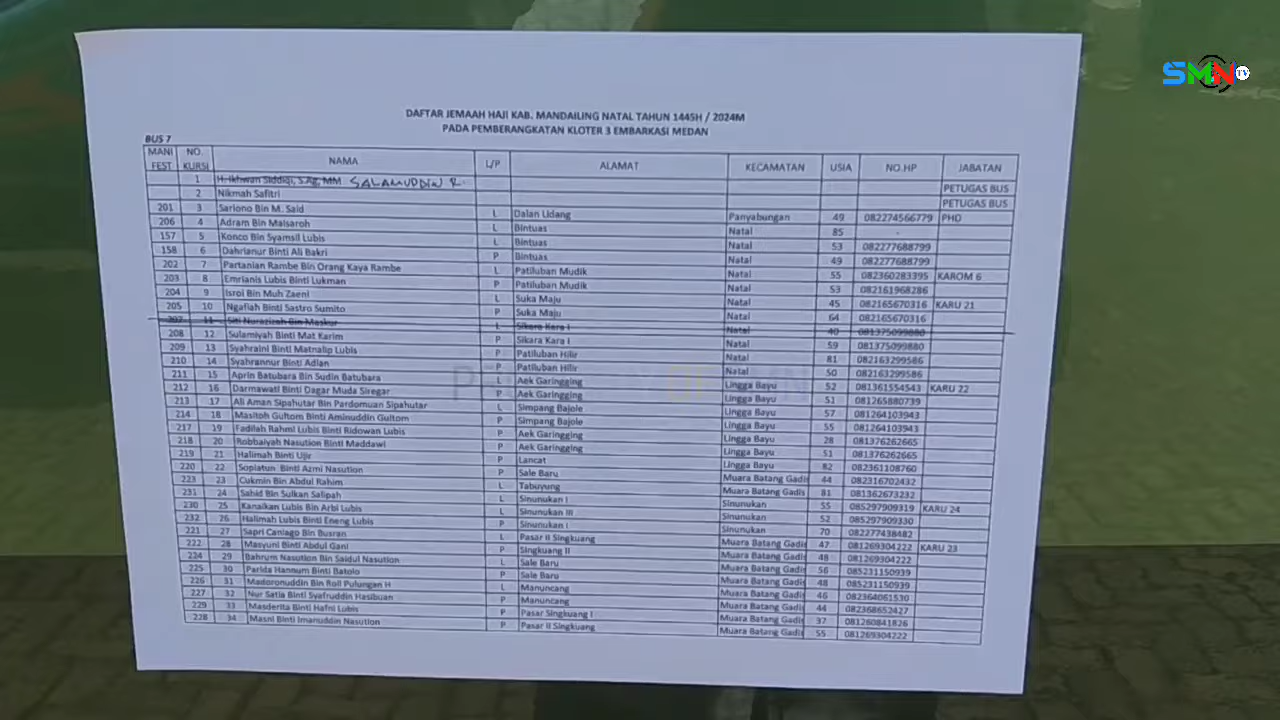 SMN TV
DAFTAR JEMAAH HAJI KAB. MANDAILING NATAL TAHUN 1445H / 2024M
PADA PEMBERANGKATAN KLOTER 3 EMBARKASI MEDAN
BUS 7
MANI FEST NO. KURSI NAMA L/P ALAMAT KECAMATAN USIA NO.HP JABATAN
1 H. Ikhwan Siddiqi, S.Ag, MM SALAMUDDIN R. PETUGAS BUS
2 Nikmah Safitri PETUGAS BUS
201 3 Sariono Bin M. Said L Dalan Lidang Panyabungan 49 082274566779 PHD
206 4 Adram Bin Maisaroh L Bintuas Natal 85 -
157 5 Konco Bin Syamsil Lubis L Bintuas Natal 53 082277688799
158 6 Dahrianur Binti Ali Bakri P Bintuas Natal 49 082277688799
202 7 Partanian Rambe Bin Orang Kaya Rambe L Patiluban Mudik Natal 55 082360283395 KAROM 6
203 8 Emrianis Lubis Binti Lukman P Patiluban Mudik Natal 53 082161968286
204 9 Isroi Bin Muh Zaeni L Suka Maju Natal 45 082165670316 KARU 21
205 10 Ngafiah Binti Sastro Sumito P Suka Maju Natal 64 082165670316
207 11 Siti Nurazizah Bin Maskur L Sikara Kara I Natal 40 081375099880
208 12 Sulamiyah Binti Mat Karim P Sikara Kara I Natal 59 081375099880
209 13 Syahraini Binti Matnalip Lubis P Patiluban Hilir Natal 81 082163299586
210 14 Syahrannur Binti Adlan P Patiluban Hilir Natal 50 082163299586
211 15 Aprin Batubara Bin Sudin Batubara L Aek Garingging Lingga Bayu 52 081361554543 KARU 22
212 16 Darmawati Binti Dagar Muda Siregar P Aek Garingging Lingga Bayu 51 081265880739
213 17 Ali Aman Sipahutar Bin Pardomuan Sipahutar L Simpang Bajole Lingga Bayu 57 081264103943
214 18 Masitoh Gultom Binti Aminuddin Gultom P Simpang Bajole Lingga Bayu 55 081264103943
217 19 Fadilah Rahmi Lubis Binti Ridowan Lubis P Aek Garingging Lingga Bayu 28 081376262665
218 20 Robbaiyah Nasution Binti Maddawi P Aek Garingging Lingga Bayu 51 081376262665
219 21 Halimah Binti Ujir P Lancat Lingga Bayu 82 082361108760
220 22 Sopiatun Binti Azmi Nasution P Sale Baru Muara Batang Gadis 44 082316702432
223 23 Cukmin Bin Abdul Rahim L Tabuyung Muara Batang Gadis 81 081362673232
231 24 Sahid Bin Sulkan Salipah L Sinunukan I Sinunukan 55 085297909319 KARU 24
230 25 Kanaikan Lubis Bin Arbi Lubis L Sinunukan III Sinunukan 52 085297909330
232 26 Halimah Lubis Binti Eneng Lubis P Sinunukan I Sinunukan 70 082277438482
221 27 Sapri Caniago Bin Busran L Pasar II Singkuang Muara Batang Gadis 47 081269304222 KARU 23
222 28 Masyuni Binti Abdul Gani P Singkuang II Muara Batang Gadis 48 081269304222
224 29 Bahrum Nasution Bin Saidul Nasution L Sale Baru Muara Batang Gadis 56 085231150939
225 30 Parida Hannum Binti Batolo P Sale Baru Muara Batang Gadis 48 085231150939
226 31 Madoronuddin Bin Roli Pulungan H L Manuncang Muara Batang Gadis 46 082364061530
227 32 Nur Satia Binti Syafruddin Hasibuan P Manuncang Muara Batang Gadis 44 082368652427
229 33 Masderita Binti Hafni Lubis P Pasar Singkuang I Muara Batang Gadis 37 081260841826
228 34 Masni Binti Imanuddin Nasution P Pasar II Singkuang Muara Batang Gadis 55 081269304222